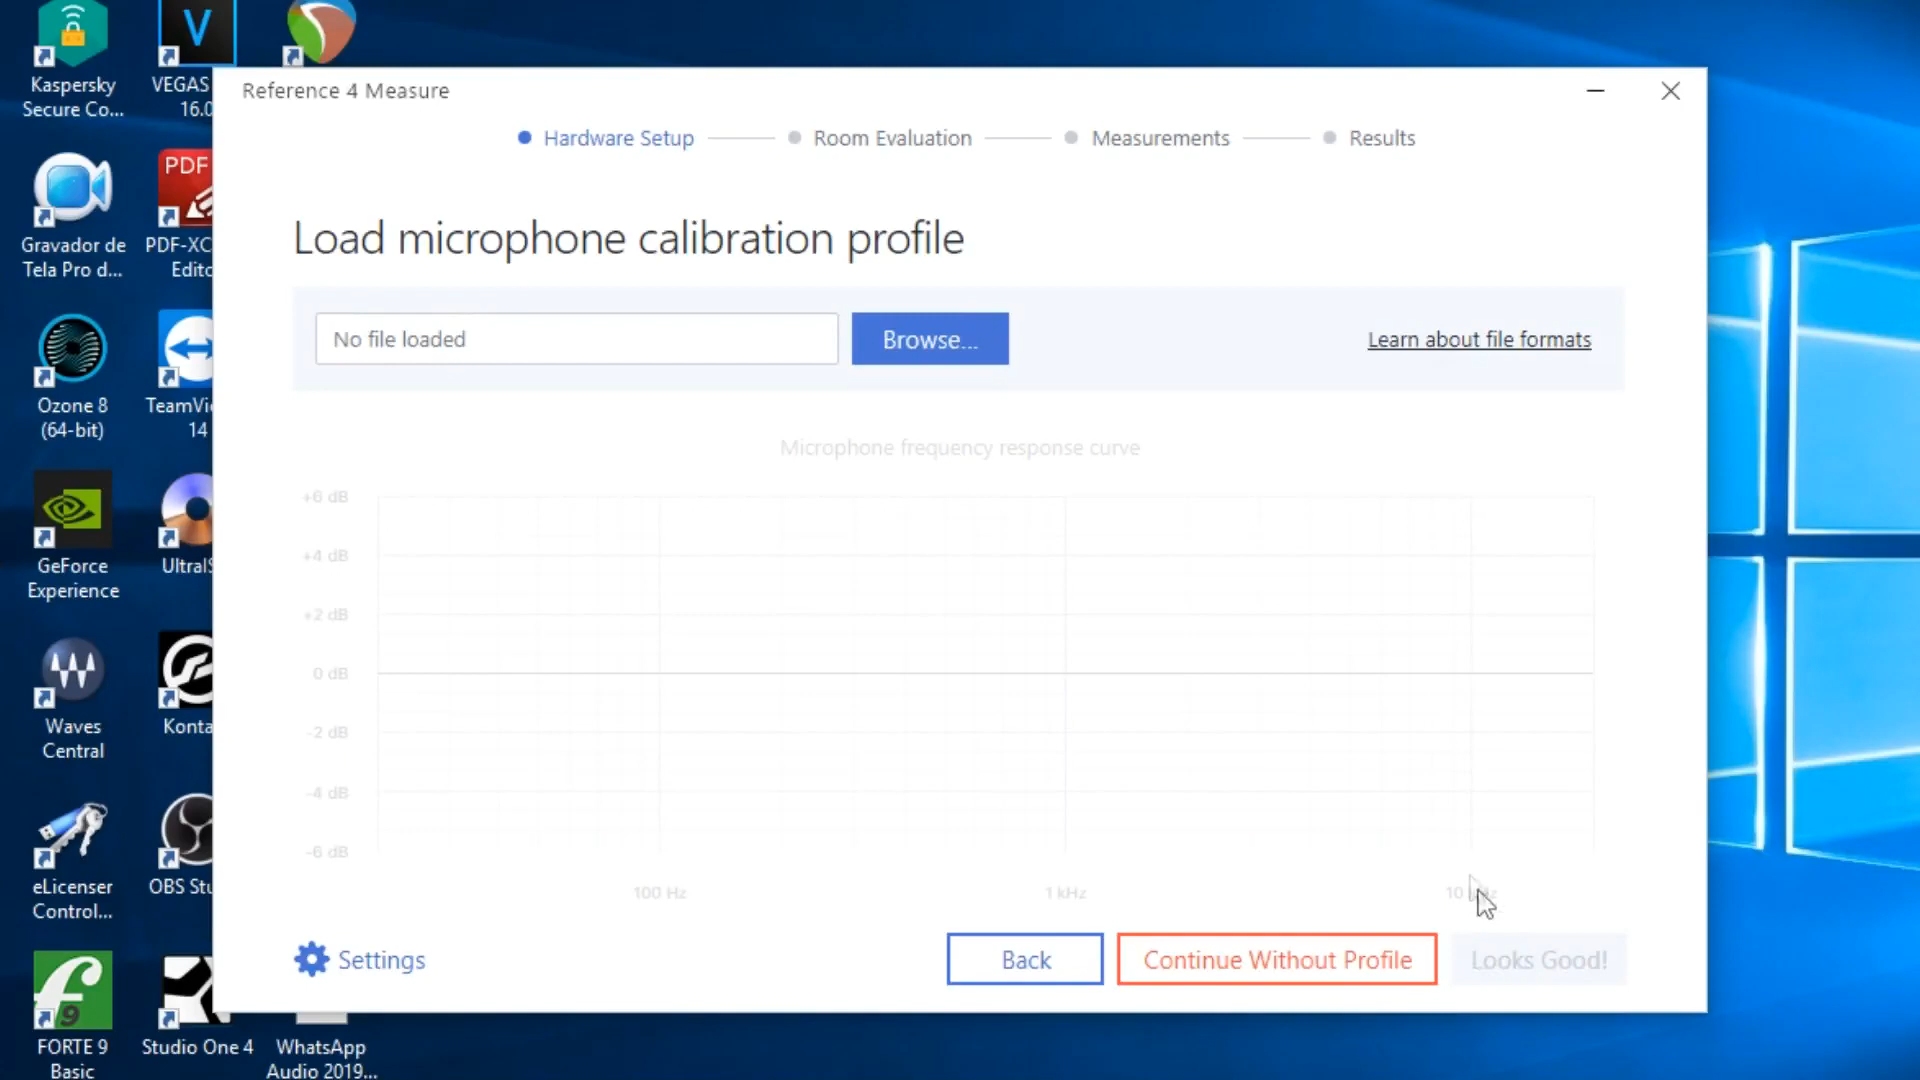 Kaspersky
Secure Co...
VEGAS
16.0
Gravador de
Tela Pro d...
PDF
PDF-XC
Edito
Ozone 8
(64-bit)
TeamVi
14
GeForce
Experience
UltraIS
Waves
Central
Konta
eLicenser
Control...
OBS Stu
FORTE 9
Basic
Studio One 4
WhatsApp
Audio 2019...
Reference 4 Measure
Hardware Setup
Room Evaluation
Measurements
Results
Load microphone calibration profile
No file loaded
Browse...
Learn about file formats
Microphone frequency response curve
+6 dB
+4 dB
+2 dB
0 dB
-2 dB
-4 dB
-6 dB
100 Hz
1 kHz
10
Settings
Back
Continue Without Profile
Looks Good!